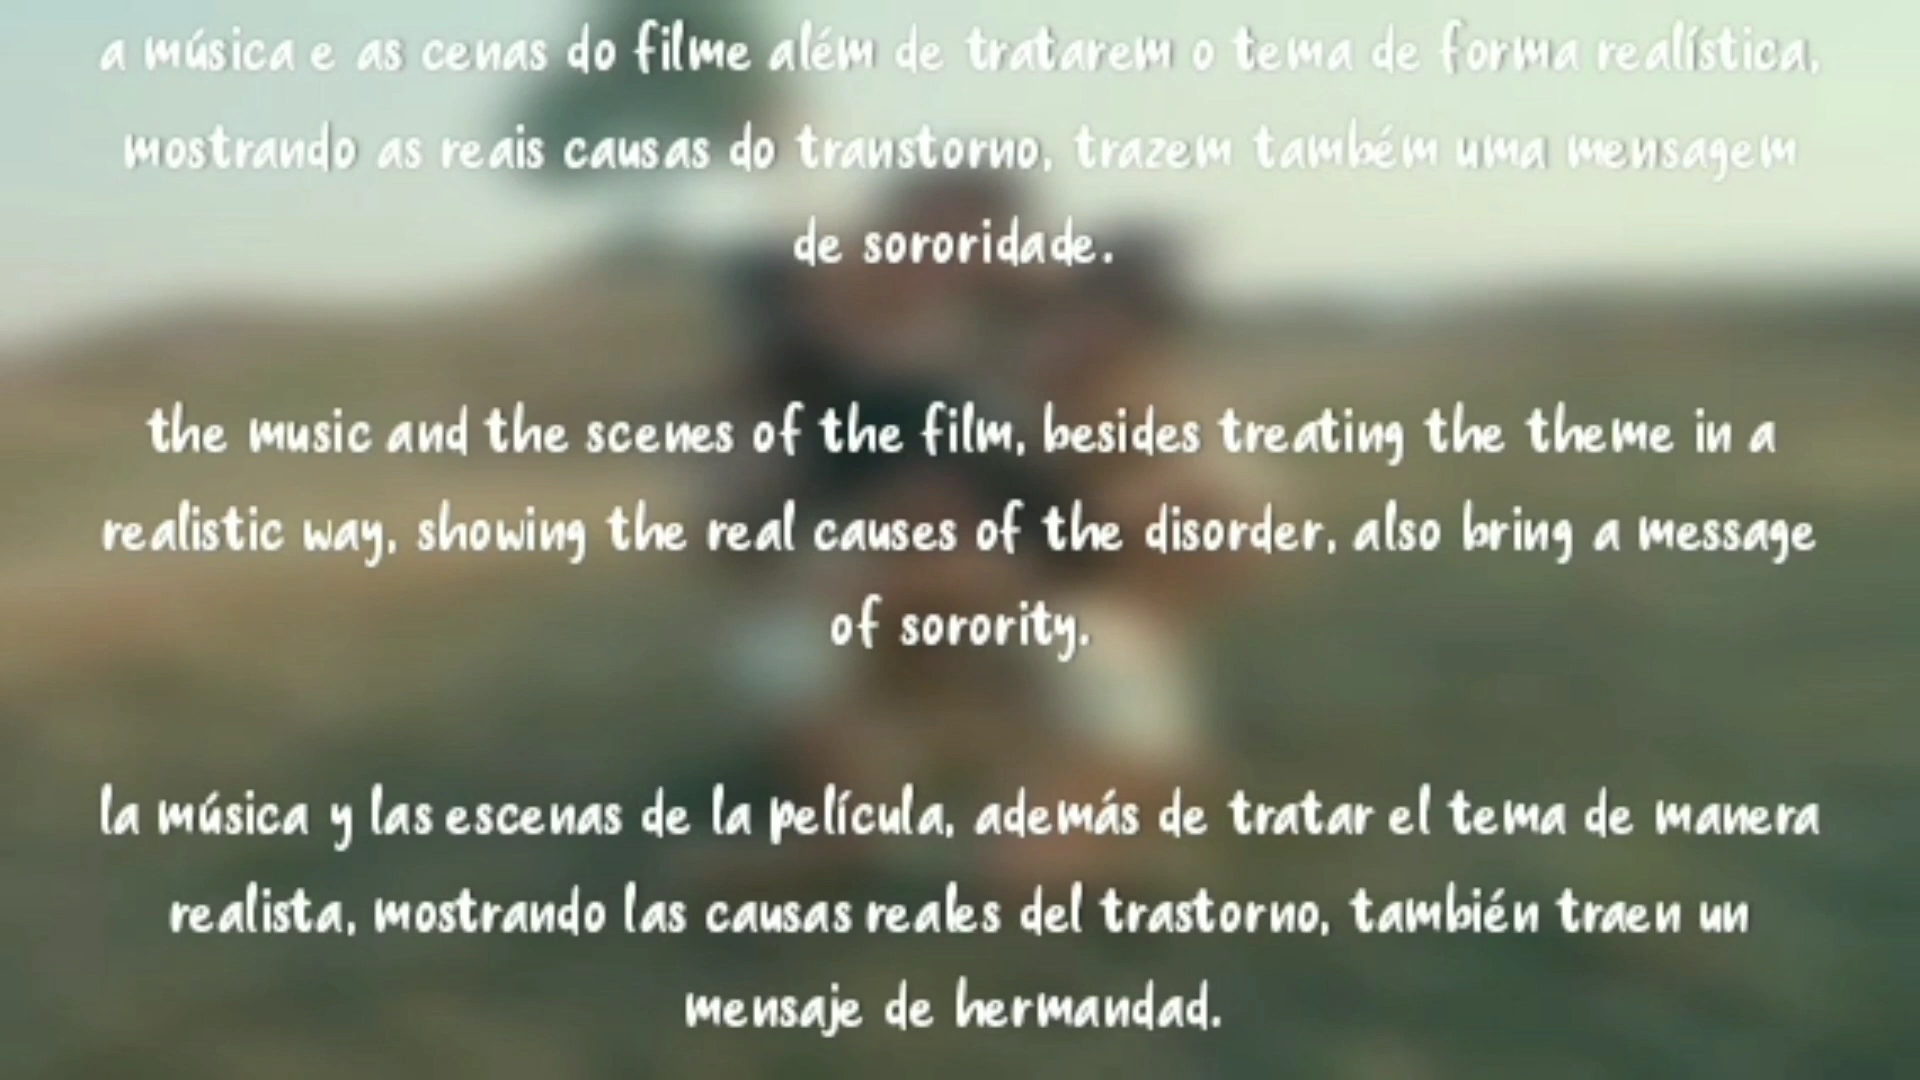 a música e as cenas do filme além de tratarem o tema de forma realística,
mostrando as reais causas do transtorno, trazem também uma mensagem
de sororidade.
the music and the scenes of the film, besides treating the theme in a
realistic way, showing the real causes of the disorder, also bring a message
of sorority.
la música y las escenas de la película, además de tratar el tema de manera
realista, mostrando las causas reales del trastorno, también traen un
mensaje de hermandad.